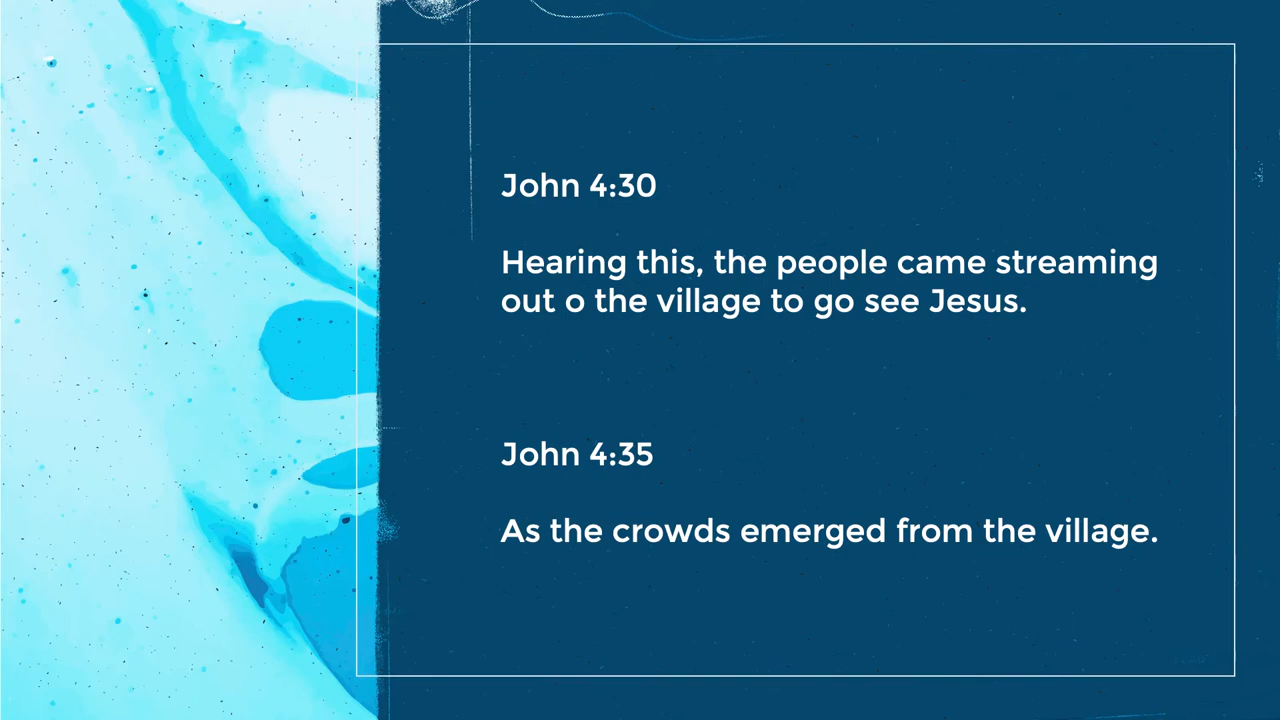 John 4:30
Hearing this, the people came streaming
out o the village to go see Jesus.
John 4:35
As the crowds emerged from the village.